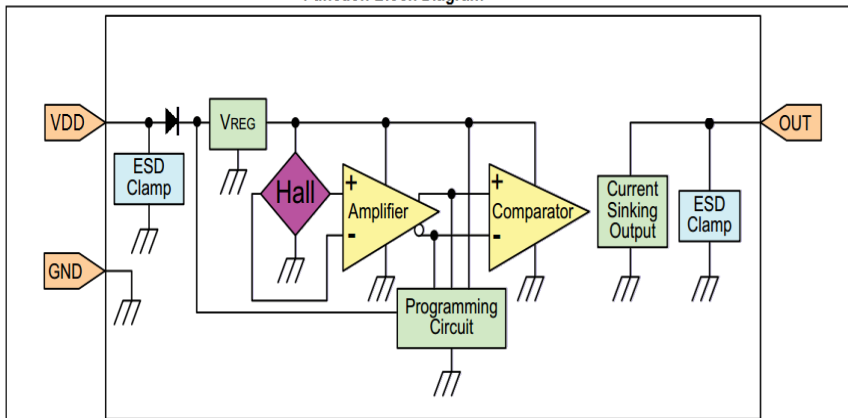 VDD
VREG
OUT
ESD
Clamp
Hall
+
Amplifier
-
+
Comparator
-
Current
Sinking
Output
ESD
Clamp
GND
Programming
Circuit